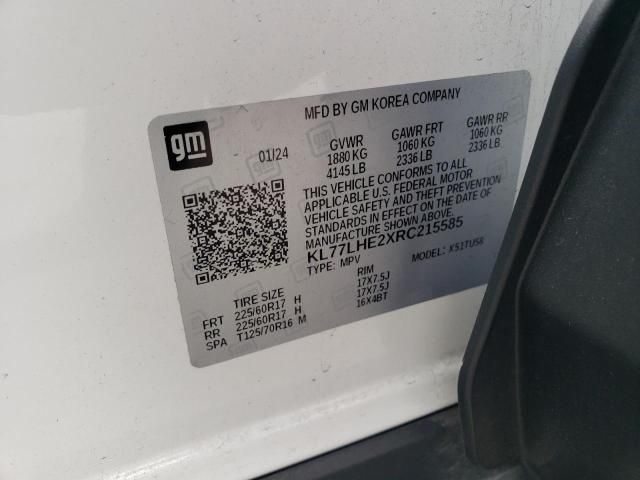 MFD BY GM KOREA COMPANY
gm
01/24
GVWR GAWR FRT GAWR RR
1880 KG 1060 KG 1060 KG
4145 LB 2336 LB 2336 LB
THIS VEHICLE CONFORMS TO ALL
APPLICABLE U.S. FEDERAL MOTOR
VEHICLE SAFETY AND THEFT PREVENTION
STANDARDS IN EFFECT ON THE DATE OF
MANUFACTURE SHOWN ABOVE.
KL77LHE2XRC215585
TYPE: MPV MODEL:
TIRE SIZE RIM
FRT 225/60R17 H 17X7.5J
RR 225/60R17 H 17X7.5J
SPA T125/70R16 M 16X4BT